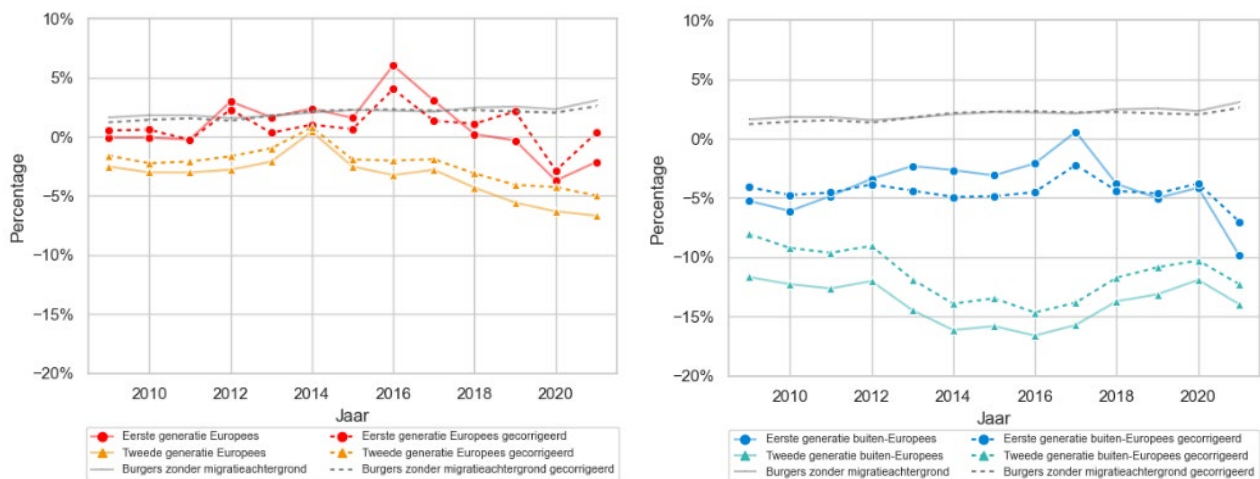 10%
5%
0%
−5%
−10%
−15%
−20%
Percentage
2010 2012 2014 2016 2018 2020
Jaar
Eerste generatie Europees Eerste generatie Europees gecorrigeerd
Tweede generatie Europees Tweede generatie Europees gecorrigeerd
Burgers zonder migratieachtergrond Burgers zonder migratieachtergrond gecorrigeerd
10%
5%
0%
−5%
−10%
−15%
−20%
Percentage
2010 2012 2014 2016 2018 2020
Jaar
Eerste generatie buiten-Europees Eerste generatie buiten-Europees gecorrigeerd
Tweede generatie buiten-Europees Tweede generatie buiten-Europees gecorrigeerd
Burgers zonder migratieachtergrond Burgers zonder migratieachtergrond gecorrigeerd